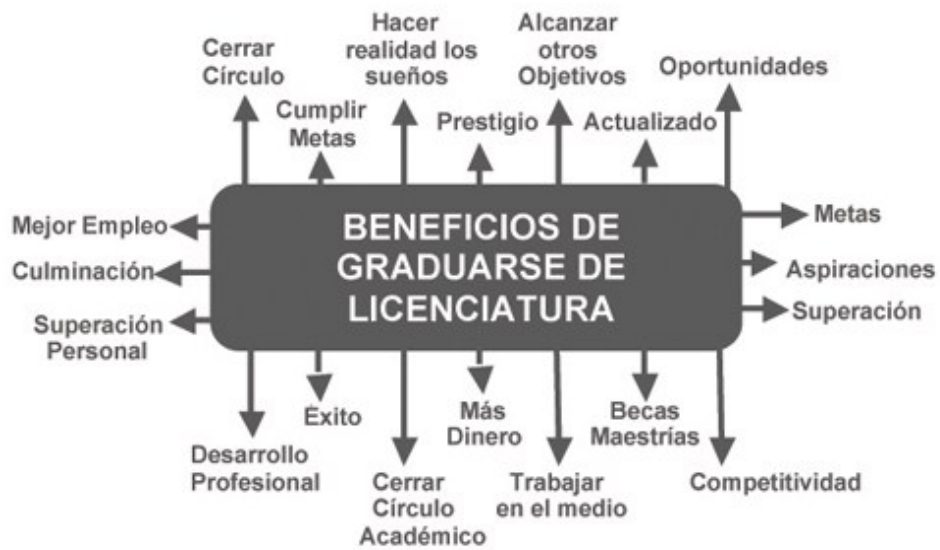 Cerrar
Círculo
Hacer
realidad los
sueños
Alcanzar
otros
Objetivos
Oportunidades
Cumplir
Metas
Prestigio
Actualizado
Mejor Empleo
Culminación
Superación
Personal
BENEFICIOS DE
GRADUARSE DE
LICENCIATURA
Metas
Aspiraciones
Superación
Desarrollo
Profesional
Éxito
Cerrar
Círculo
Académico
Más
Dinero
Trabajar
en el medio
Becas
Maestrías
Competitividad